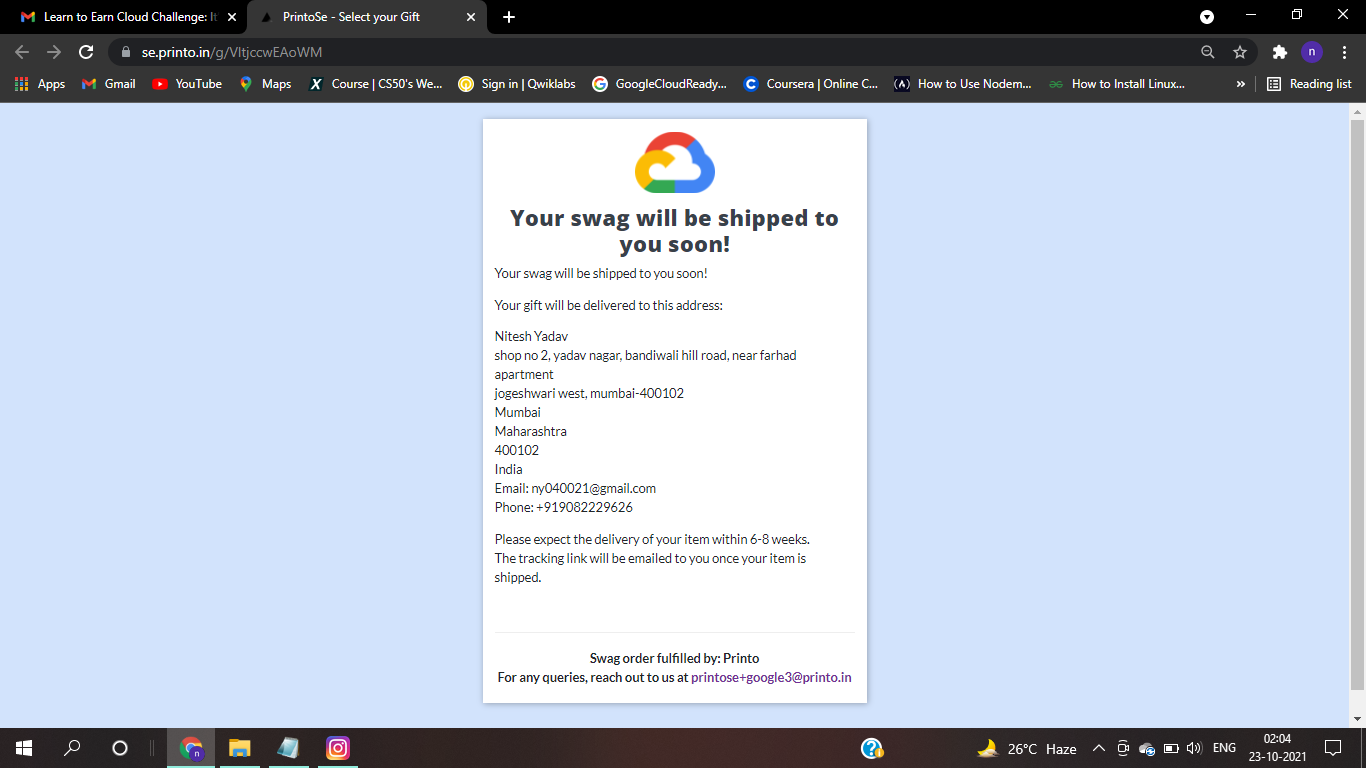 Learn to Earn Cloud Challenge: It
PrintoSe - Select your Gift
se.printo.in/g/VltjccwEAoWM
n
Apps
Gmail
YouTube
Maps
Course | CS50's We...
Sign in | Qwiklabs
GoogleCloudReady...
Coursera | Online C...
How to Use Nodem...
How to Install Linux...
»
Reading list
Your swag will be shipped to
you soon!
Your swag will be shipped to you soon!
Your gift will be delivered to this address:
Nitesh Yadav
shop no 2, yadav nagar, bandiwali hill road, near farhad
apartment
jogeshwari west, mumbai-400102
Mumbai
Maharashtra
400102
India
Email: ny040021@gmail.com
Phone: +919082229626
Please expect the delivery of your item within 6-8 weeks.
The tracking link will be emailed to you once your item is
shipped.
Swag order fulfilled by: Printo
For any queries, reach out to us at printose+google3@printo.in
26°C Haze
ENG
02:04
23-10-2021